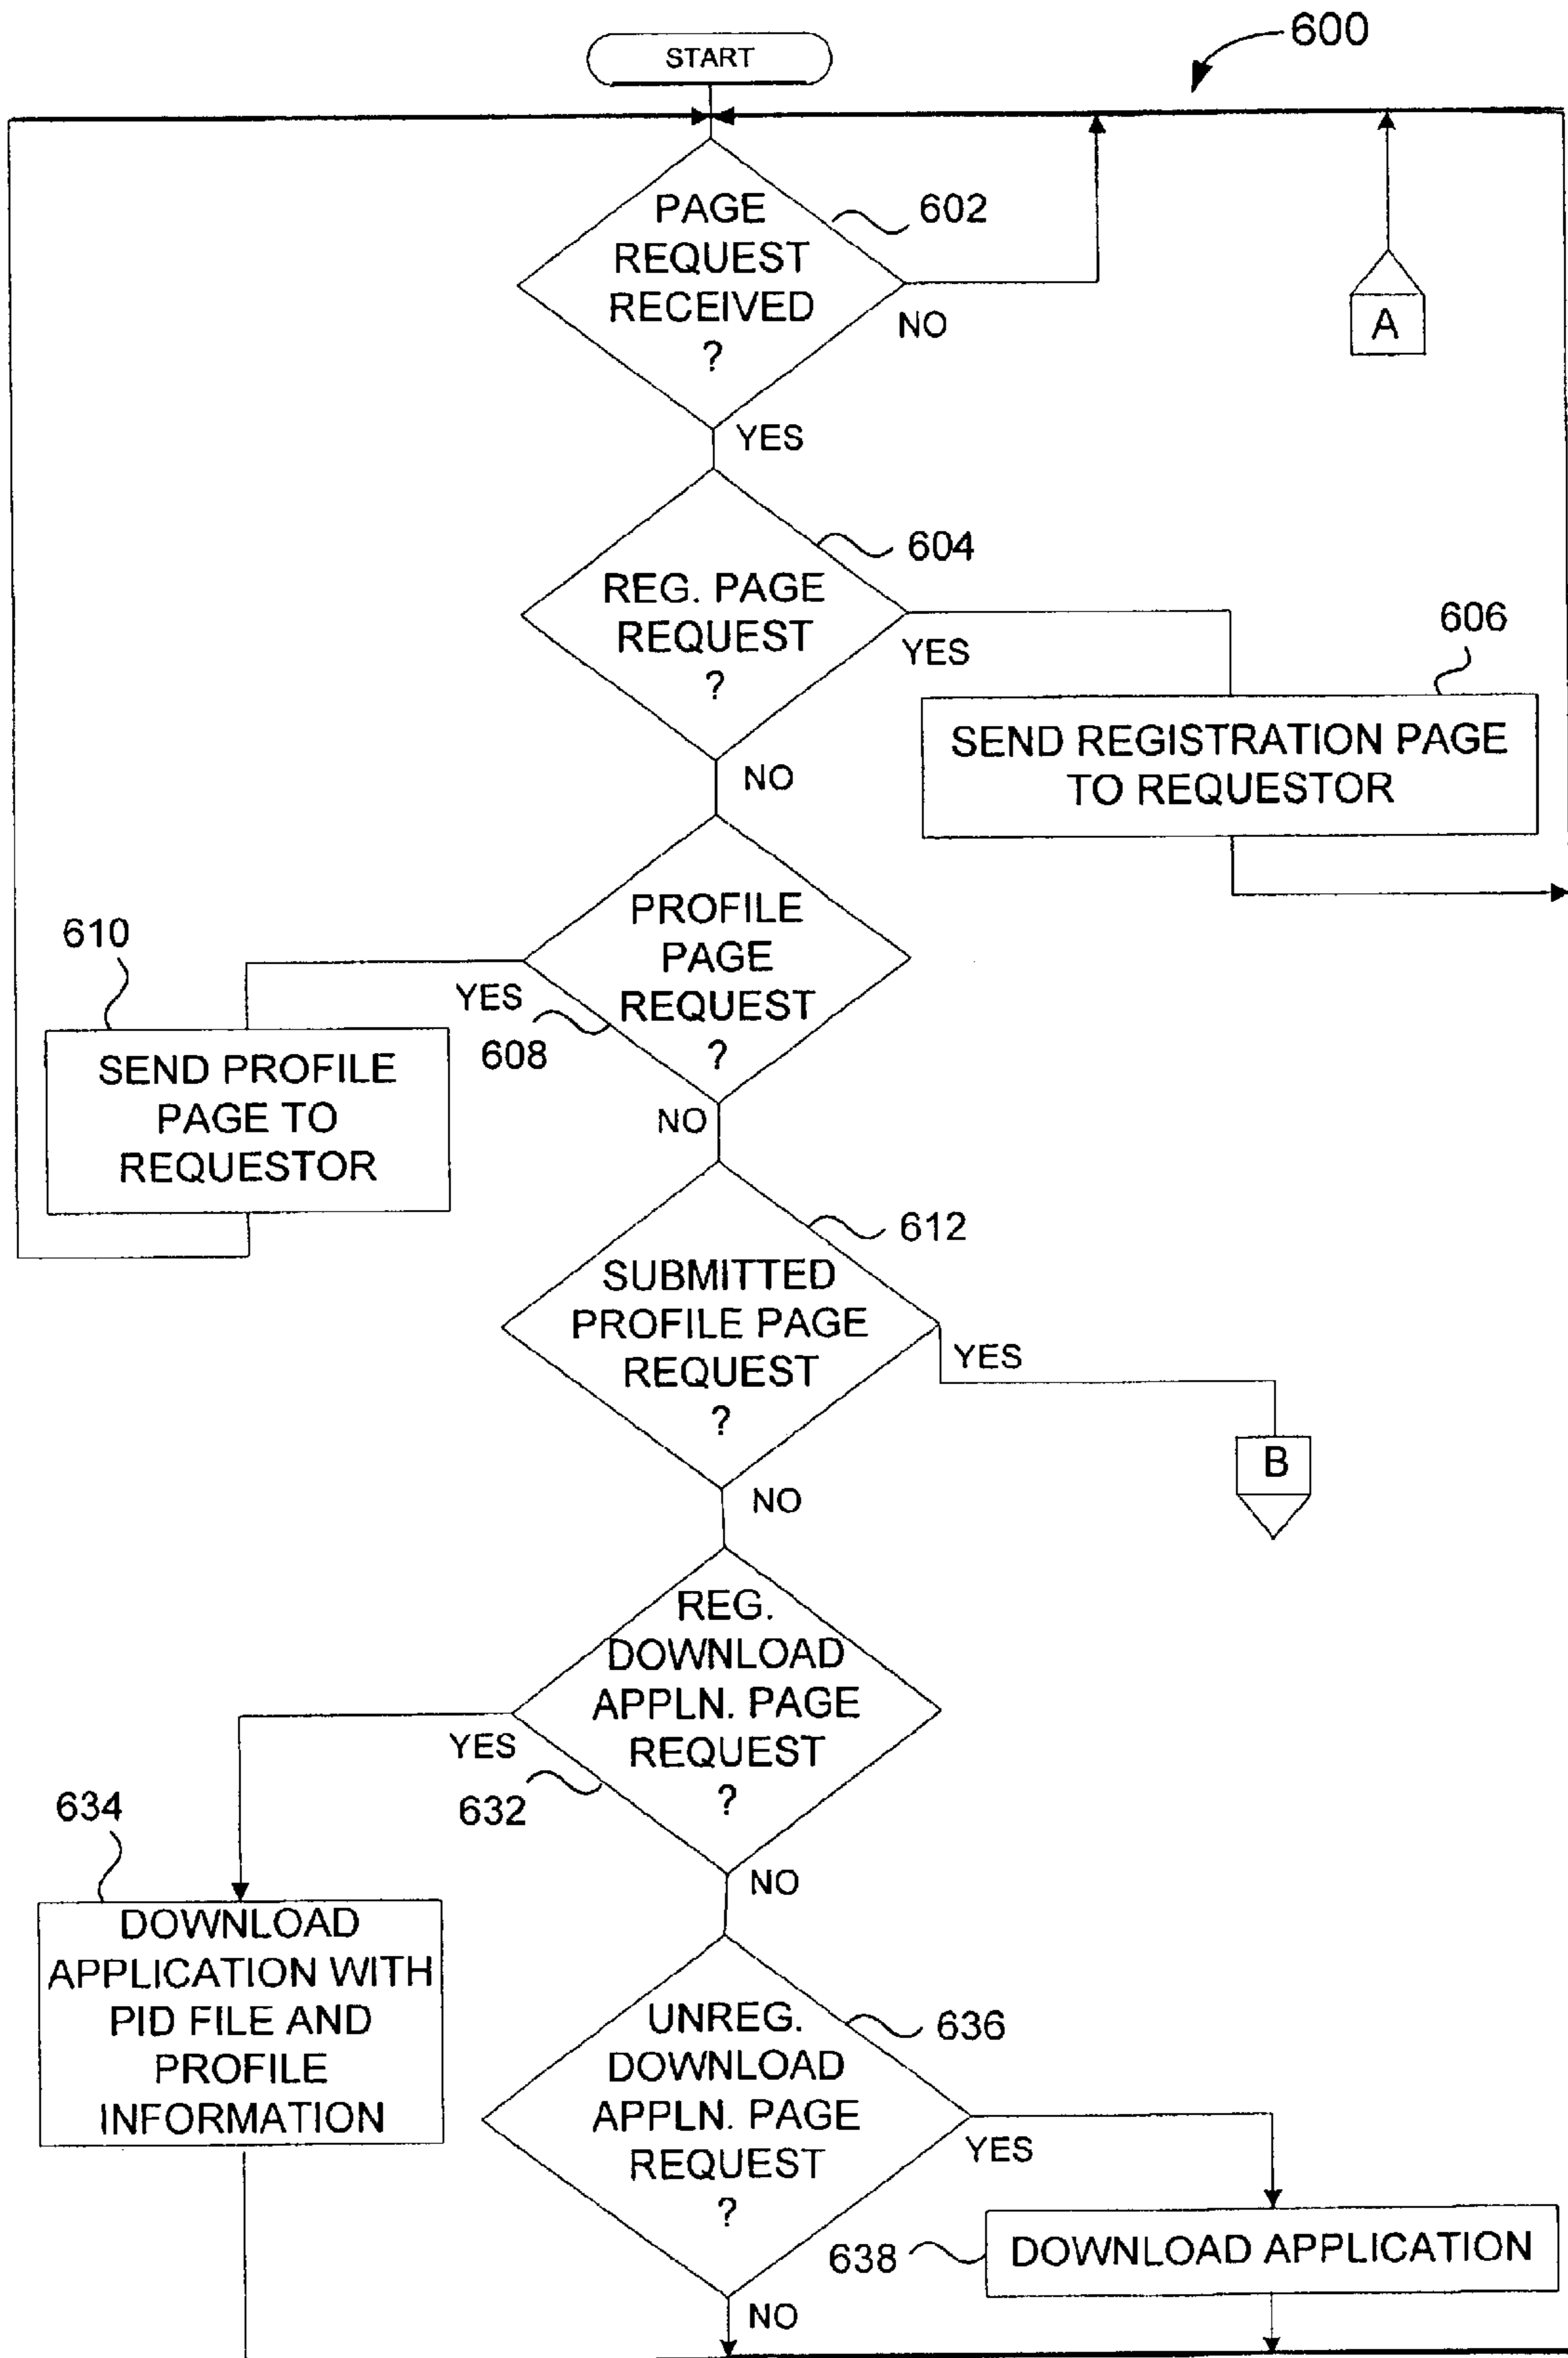 START
600
PAGE
REQUEST
RECEIVED
?
602
NO
A
YES
604
REG. PAGE
REQUEST
?
YES
606
SEND REGISTRATION PAGE
TO REQUESTOR
NO
PROFILE
PAGE
REQUEST
?
610
YES
608
SEND PROFILE
PAGE TO
REQUESTOR
NO
612
SUBMITTED
PROFILE PAGE
REQUEST
?
YES
B
NO
REG.
DOWNLOAD
APPLN. PAGE
REQUEST
?
YES
632
634
NO
DOWNLOAD
APPLICATION WITH
PID FILE AND
PROFILE
INFORMATION
UNREG.
DOWNLOAD
APPLN. PAGE
REQUEST
?
636
YES
638
DOWNLOAD APPLICATION
NO